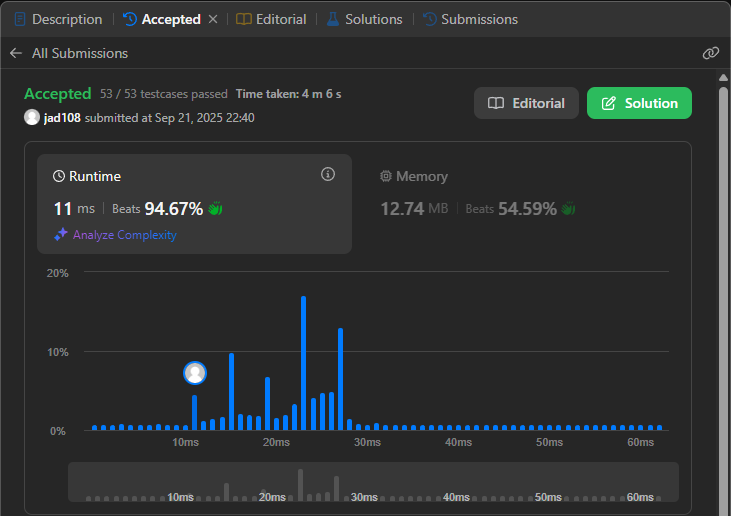 Description Accepted Editorial Solutions Submissions
All Submissions
Accepted 53 / 53 testcases passed Time taken: 4 m 6 s
jad108 submitted at Sep 21, 2025 22:40
Editorial
Solution
Runtime
11 ms Beats 94.67%
Analyze Complexity
Memory
12.74 MB Beats 54.59%
20%
10%
0%
10ms 20ms 30ms 40ms 50ms 60ms
10ms 20ms 30ms 40ms 50ms 60ms